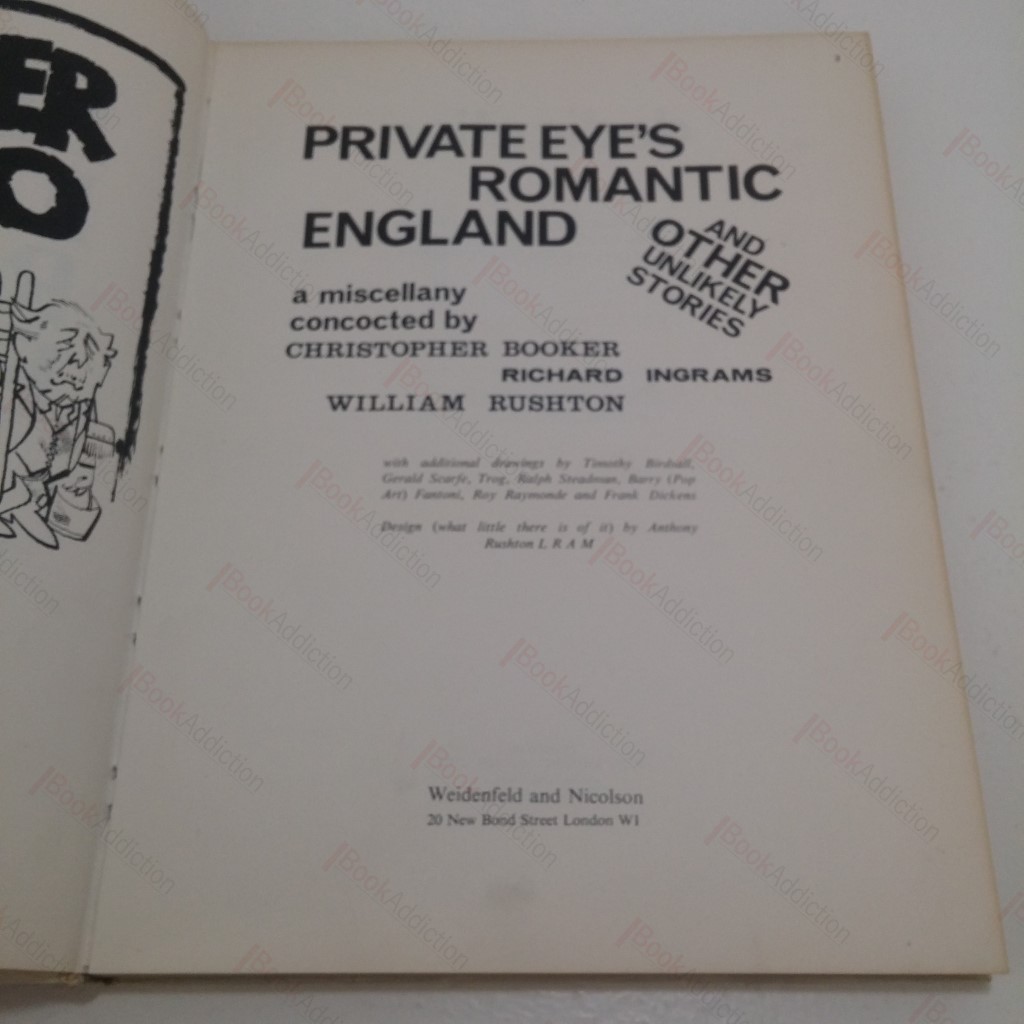 ER
O
PRIVATE EYE'S
ROMANTIC
ENGLAND
AND
OTHER
UNLIKELY
STORIES
a miscellany
concocted by
CHRISTOPHER BOOKER
RICHARD INGRAMS
WILLIAM RUSHTON
with additional drawings by Timothy Birdsall,
Gerald Scarfe, Trog, Ralph Steadman, Barry (Pop
Art) Fantoni, Roy Raymonde and Frank Dickens
Design (what little there is of it) by Anthony
Rushton L R A M
Weidenfeld and Nicolson
20 New Bond Street London W1
BookAddiction